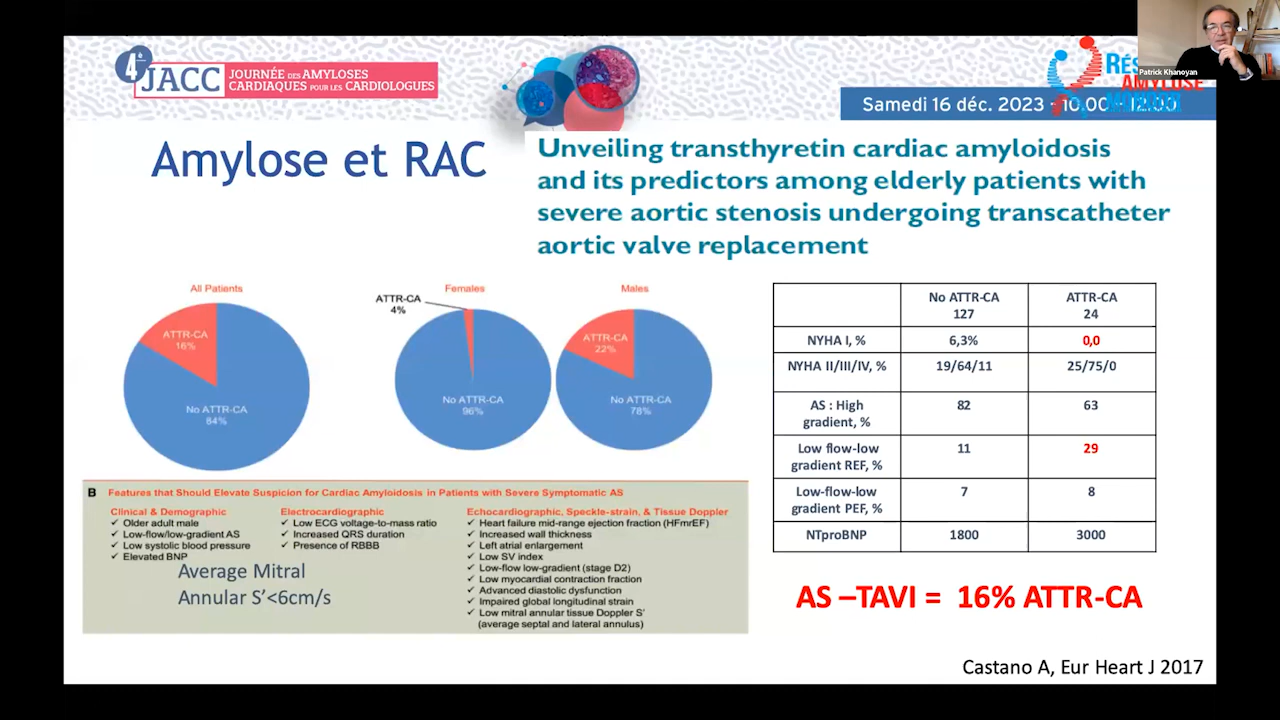 Patrick Khanoyan
4e
JACC
JOURNÉE DES AMYLOSES
CARDIAQUES POUR LES CARDIOLOGUES
AMYLOSE
Samedi 16 déc. 2023 - 10.00 - 12.00
Amylose et RAC
Unveiling transthyretin cardiac amyloidosis
and its predictors among elderly patients with
severe aortic stenosis undergoing transcatheter
aortic valve replacement
All Patients
ATTR-CA
16%
No ATTR-CA
84%
Females
ATTR-CA
4%
No ATTR-CA
96%
Males
ATTR-CA
22%
No ATTR-CA
78%
No ATTR-CA 127 ATTR-CA 24
NYHA I, % 6,3% 0,0
NYHA II/III/IV, % 19/64/11 25/75/0
AS : High gradient, % 82 63
Low flow-low gradient REF, % 11 29
Low-flow-low gradient PEF, % 7 8
NTproBNP 1800 3000
B Features that Should Elevate Suspicion for Cardiac Amyloidosis in Patients with Severe Symptomatic AS
Clinical & Demographic
✓ Older adult male
✓ Low-flow/low-gradient AS
✓ Low systolic blood pressure
✓ Elevated BNP
Average Mitral
Annular S’<6cm/s
Electrocardiographic
✓ Low ECG voltage-to-mass ratio
✓ Increased QRS duration
✓ Presence of RBBB
Echocardiographic, Speckle-strain, & Tissue Doppler
✓ Heart failure mid-range ejection fraction (HFmrEF)
✓ Increased wall thickness
✓ Left atrial enlargement
✓ Low SV index
✓ Low-flow low-gradient (stage D2)
✓ Low myocardial contraction fraction
✓ Advanced diastolic dysfunction
✓ Impaired global longitudinal strain
✓ Low mitral annular tissue Doppler S’
(average septal and lateral annulus)
AS –TAVI = 16% ATTR-CA
Castano A, Eur Heart J 2017